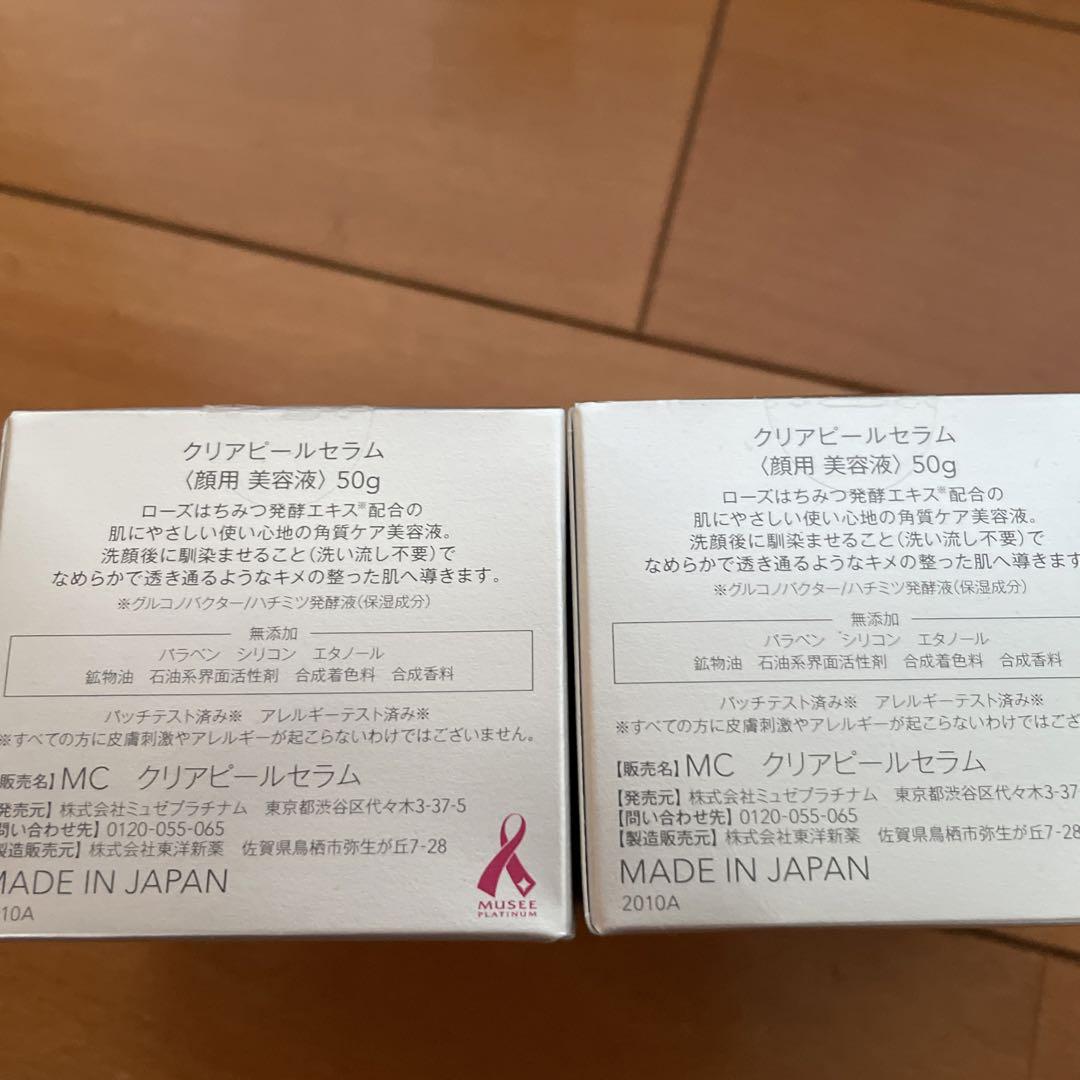 クリアピールセラム
〈顔用 美容液〉50g
ローズはちみつ発酵エキス※配合の
肌にやさしい使い心地の角質ケア美容液。
洗顔後に馴染ませること(洗い流し不要)で
なめらかで透き通るようなキメの整った肌へ導きます。
※グルコノバクター/ハチミツ発酵液(保湿成分)
無添加
パラベン シリコン エタノール
鉱物油 石油系界面活性剤 合成着色料 合成香料
パッチテスト済み※ アレルギーテスト済み※
※すべての方に皮膚刺激やアレルギーが起こらないわけではございません。
販売名】MC クリアピールセラム
発売元】株式会社ミュゼプラチナム 東京都渋谷区代々木3-37-5
問い合わせ先】0120-055-065
製造販売元】株式会社東洋新薬 佐賀県鳥栖市弥生が丘7-28
MADE IN JAPAN
10A
MUSEE
PLATINUM
クリアピールセラム
〈顔用 美容液〉50g
ローズはちみつ発酵エキス※配合の
肌にやさしい使い心地の角質ケア美容液。
洗顔後に馴染ませること(洗い流し不要)で
なめらかで透き通るようなキメの整った肌へ導きます
※グルコノバクター/ハチミツ発酵液(保湿成分)
無添加
パラベン シリコン エタノール
鉱物油 石油系界面活性剤 合成着色料 合成香料
パッチテスト済み※ アレルギーテスト済み※
※すべての方に皮膚刺激やアレルギーが起こらないわけではござ
【販売名】MC クリアピールセラム
【発売元】株式会社ミュゼプラチナム 東京都渋谷区代々木3-37-
【問い合わせ先】0120-055-065
【製造販売元】株式会社東洋新薬 佐賀県鳥栖市弥生が丘7-28
MADE IN JAPAN
2010A